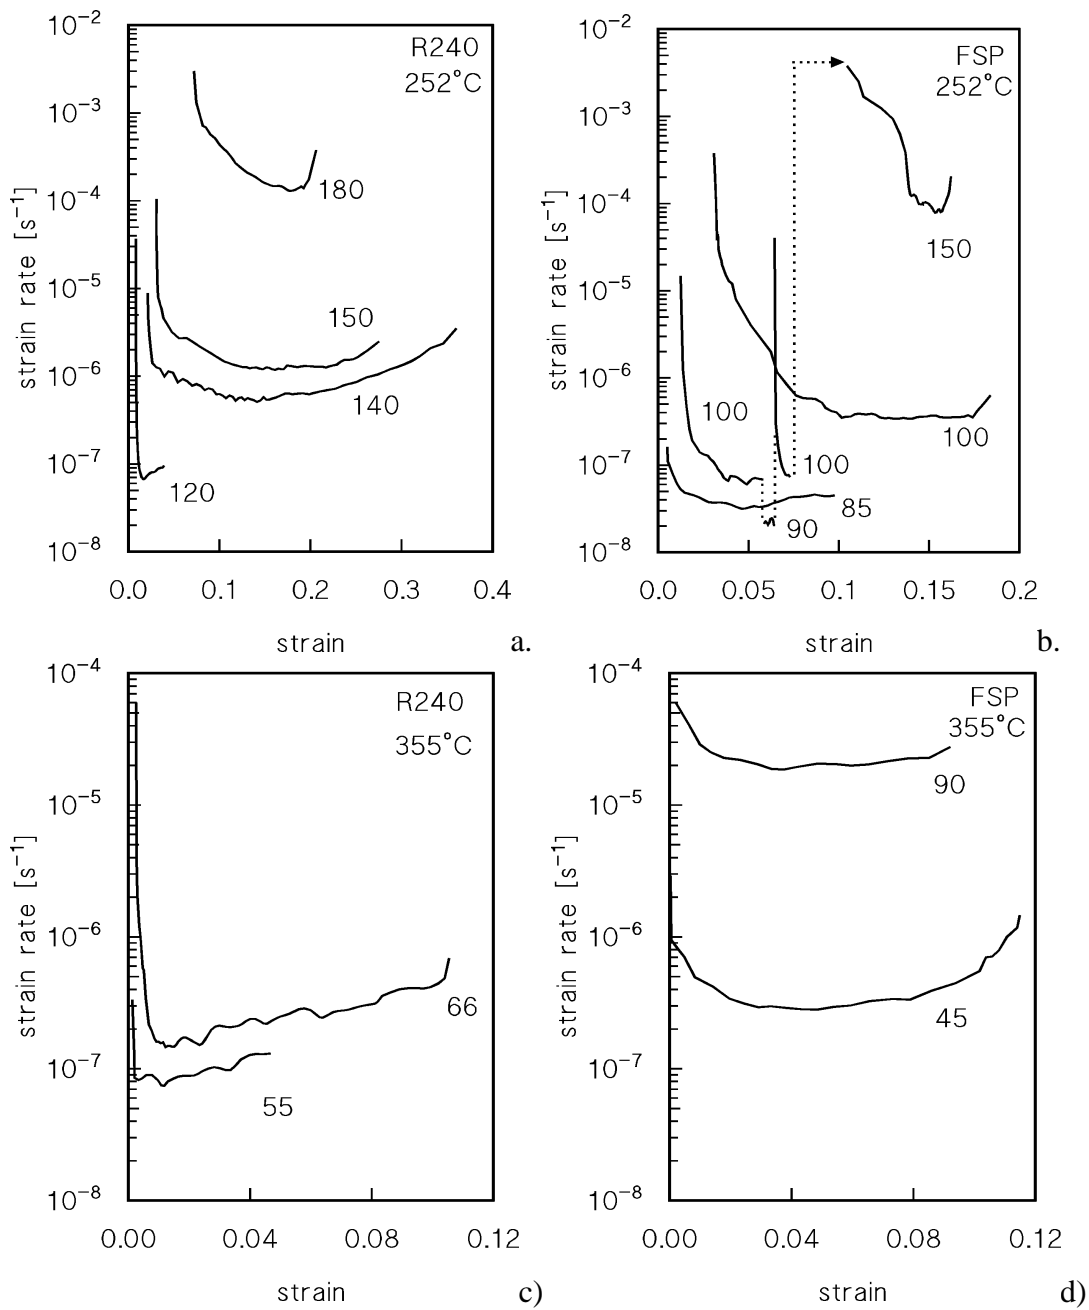 10⁻²
10⁻³
10⁻⁴
10⁻⁵
10⁻⁶
10⁻⁷
10⁻⁸
strain rate [s⁻¹]
R240
252°C
180
150
140
120
0.0 0.1 0.2 0.3 0.4
strain
a.
10⁻²
10⁻³
10⁻⁴
10⁻⁵
10⁻⁶
10⁻⁷
10⁻⁸
strain rate [s⁻¹]
FSP
252°C
150
100
100
100
85
90
0.0 0.05 0.1 0.15 0.2
strain
b.
10⁻⁴
10⁻⁵
10⁻⁶
10⁻⁷
10⁻⁸
strain rate [s⁻¹]
R240
355°C
66
55
0.00 0.04 0.08 0.12
strain
c)
10⁻⁴
10⁻⁵
10⁻⁶
10⁻⁷
10⁻⁸
strain rate [s⁻¹]
FSP
355°C
90
45
0.00 0.04 0.08 0.12
strain
d)